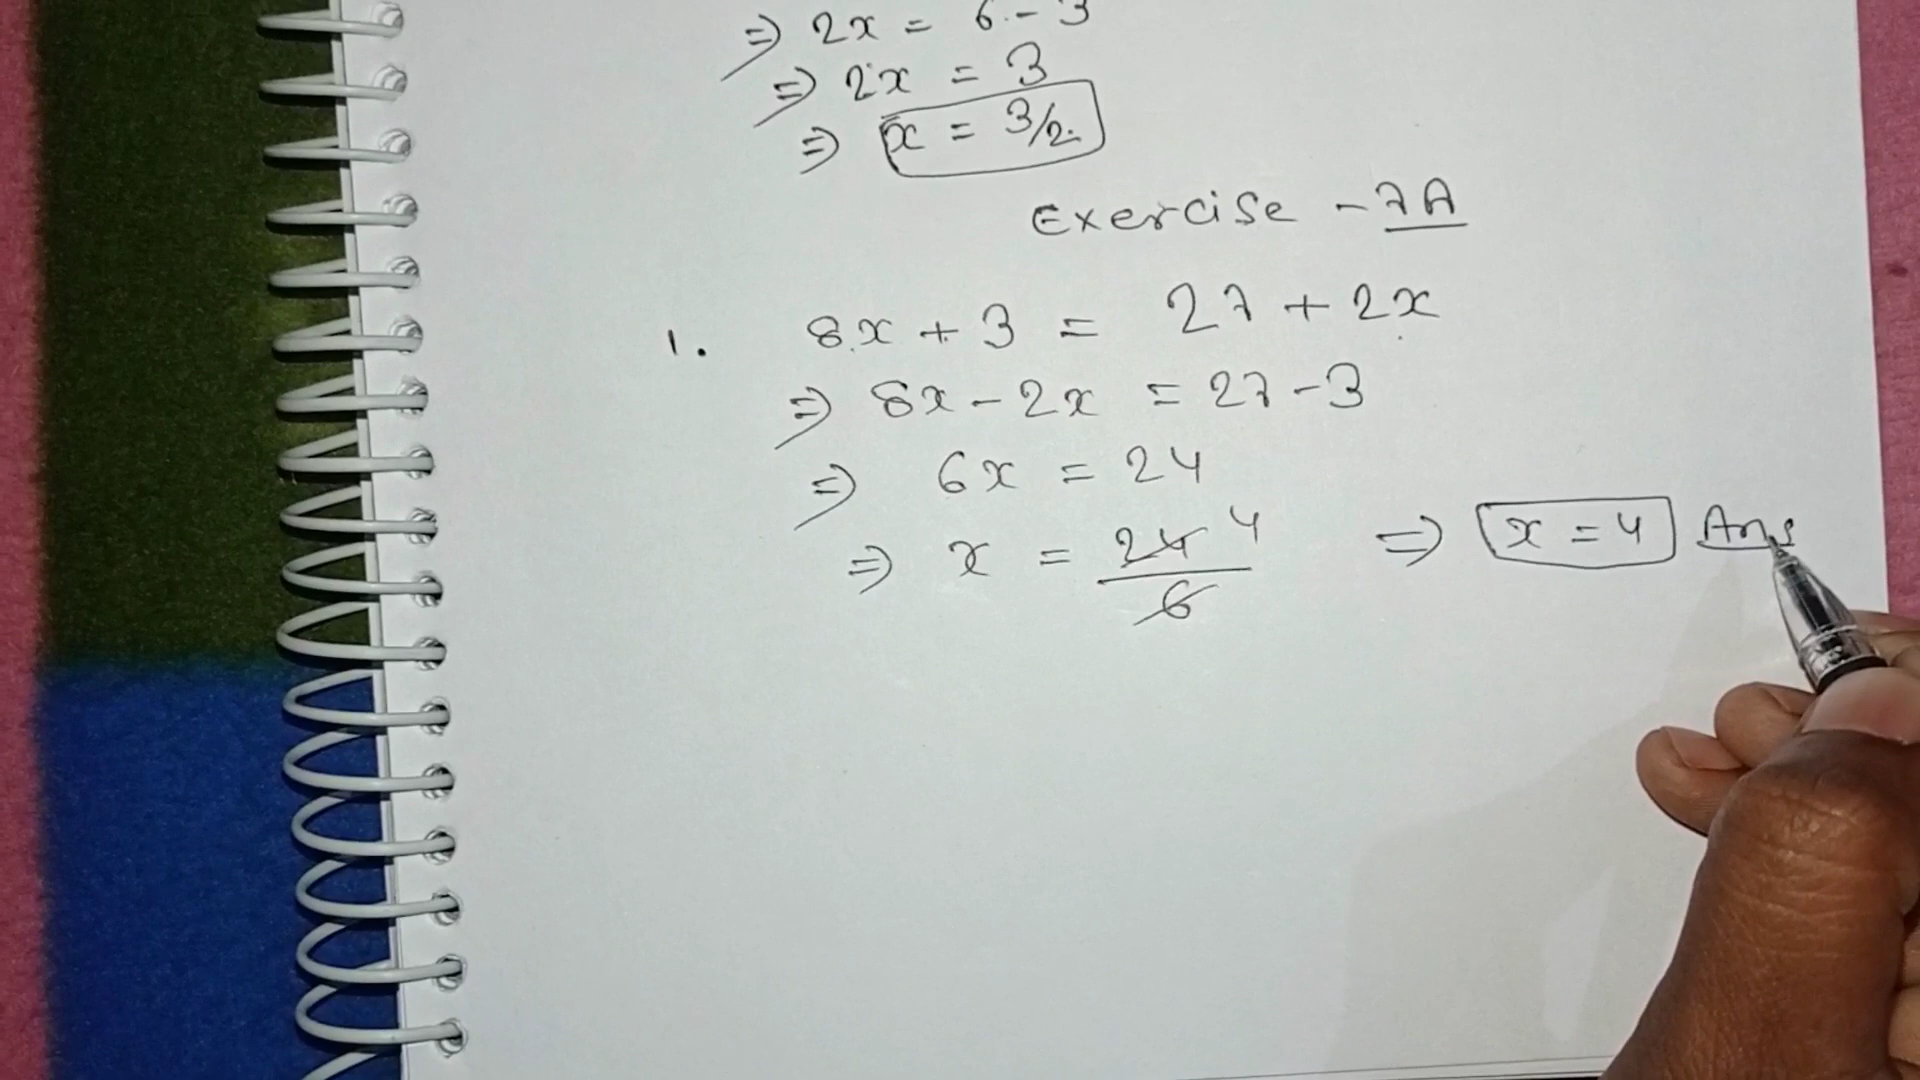 ⇒ 2x = 6 - 3
⇒ 2x = 3
⇒ x = 3/2.
Exercise - 7A
1. 8x + 3 = 27 + 2x
⇒ 8x - 2x = 27 - 3
⇒ 6x = 24
⇒ x = 24/6 4 ⇒ x = 4 Ans